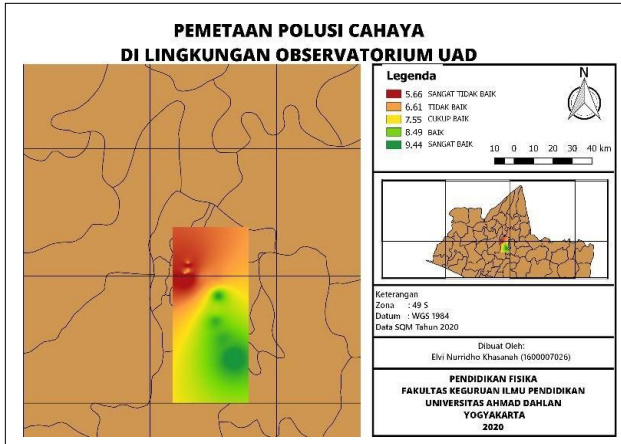 PEMETAAN POLUSI CAHAYA
DI LINGKUNGAN OBSERVATORIUM UAD
Legenda
5.66 SANGAT TIDAK BAIK
6.61 TIDAK BAIK
7.55 CUKUP BAIK
8.49 BAIK
9.44 SANGAT BAIK
N
10 0 10 20 30 40 km
Keterangan
Zona : 49 S
Datum : WGS 1984
Data SQM Tahun 2020
Dibuat Oleh:
Elvi Nurridho Khasanah (1600007026)
PENDIDIKAN FISIKA
FAKULTAS KEGURUAN ILMU PENDIDIKAN
UNIVERSITAS AHMAD DAHLAN
YOGYAKARTA
2020